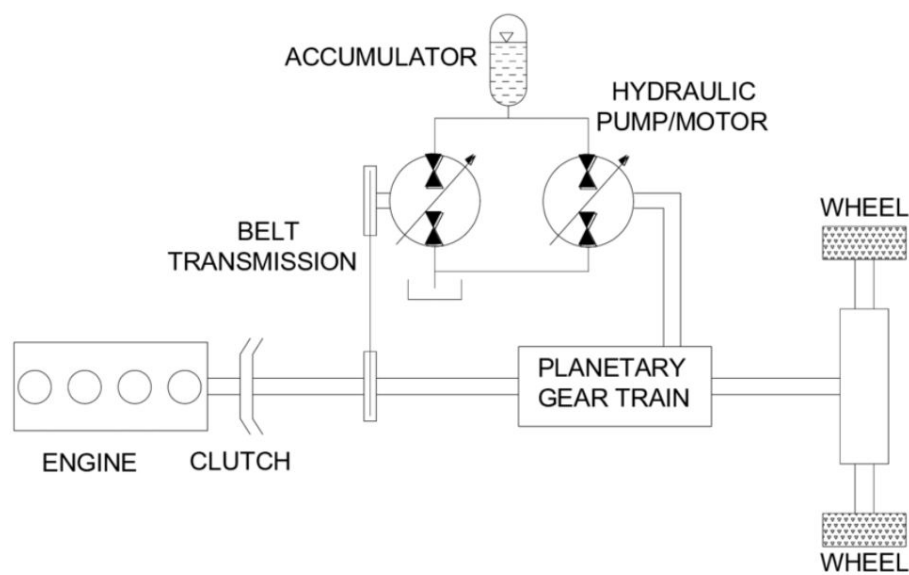 ACCUMULATOR
HYDRAULIC
PUMP/MOTOR
BELT
TRANSMISSION
WHEEL
PLANETARY
GEAR TRAIN
ENGINE
CLUTCH
WHEEL